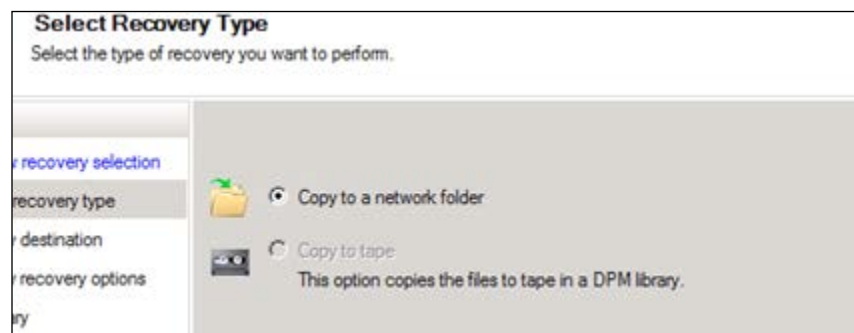 Select Recovery Type
Select the type of recovery you want to perform.
recovery selection
recovery type
destination
recovery options
Copy to a network folder
Copy to tape
This option copies the files to tape in a DPM library.